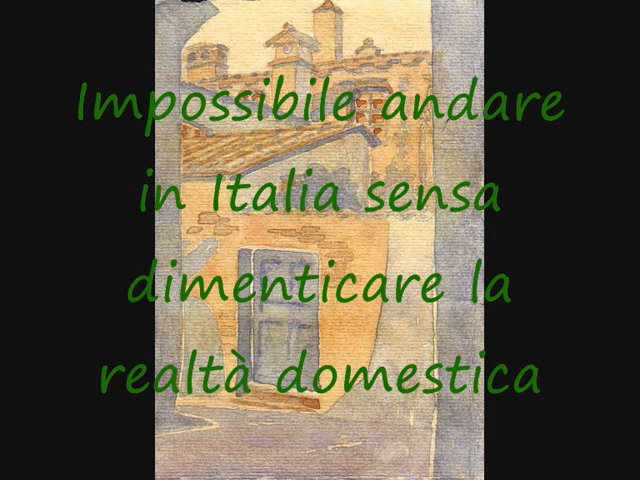 Impossibile andare
in Italia sensa
dimenticare la
realtà domestica